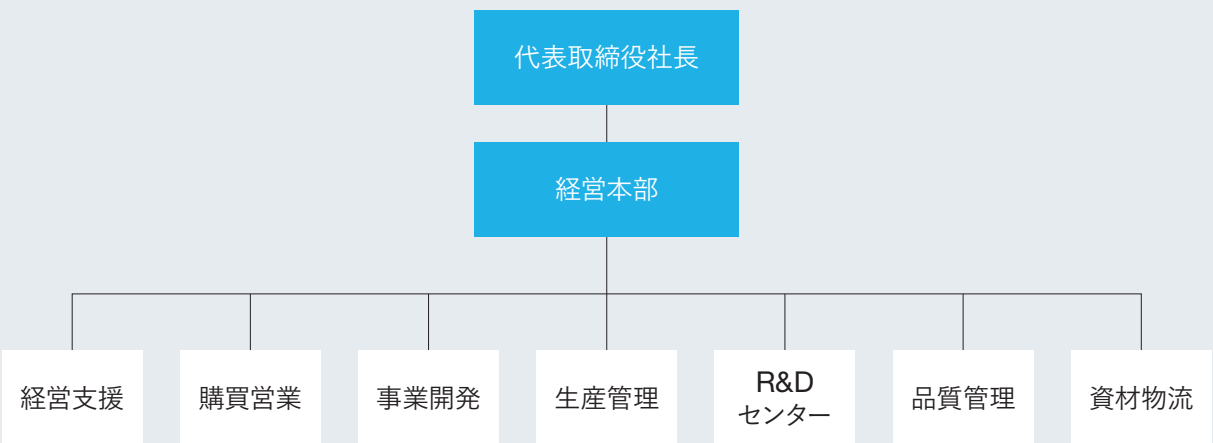 代表取締役社長
経営本部
経営支援
購買営業
事業開発
生産管理
R&D
センター
品質管理
資材物流